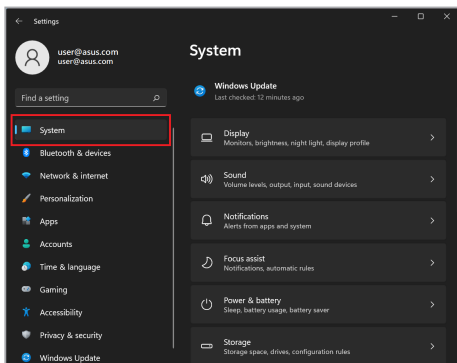 Settings
user@asus.com
user@asus.com
Find a setting
System
Bluetooth & devices
Network & internet
Personalization
Apps
Accounts
Time & language
Gaming
Accessibility
Privacy & security
Windows Update
System
Windows Update
Last checked: 12 minutes ago
Display
Monitors, brightness, night light, display profile
Sound
Volume levels, output, input, sound devices
Notifications
Alerts from apps and system
Focus assist
Notifications, automatic rules
Power & battery
Sleep, battery usage, battery saver
Storage
Storage space, drives, configuration rules